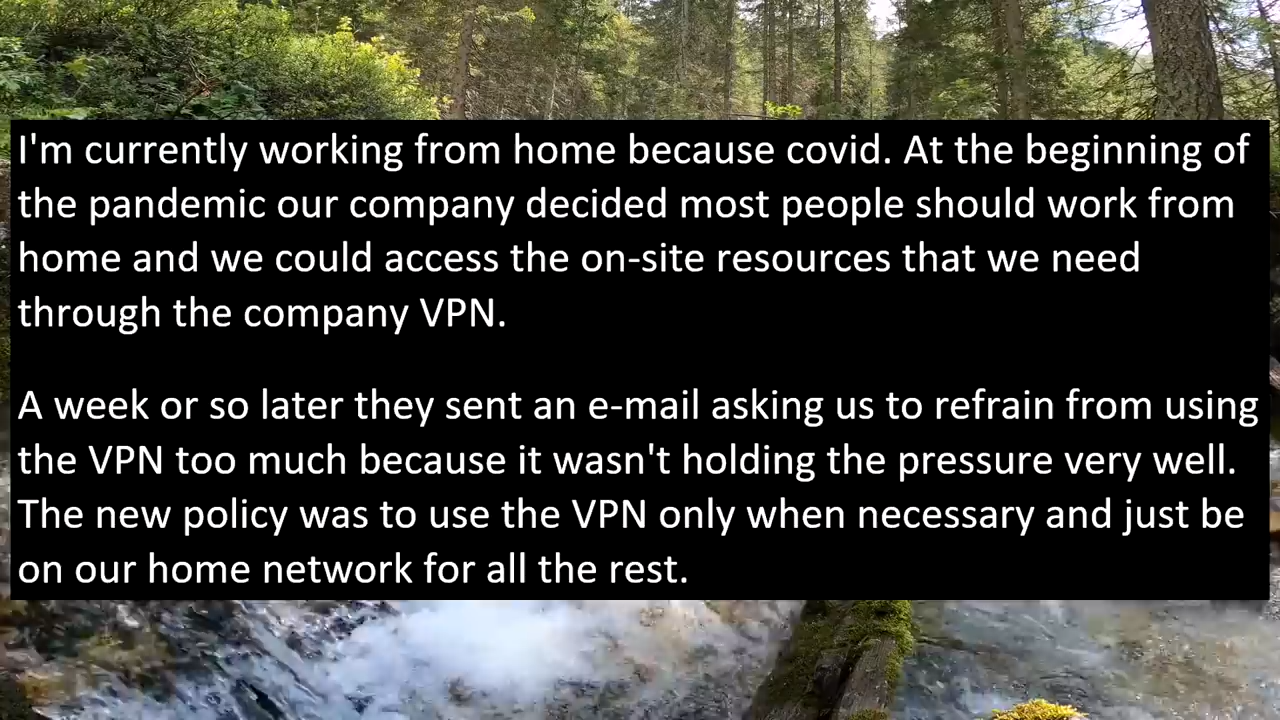 I'm currently working from home because covid. At the beginning of
the pandemic our company decided most people should work from
home and we could access the on-site resources that we need
through the company VPN.
A week or so later they sent an e-mail asking us to refrain from using
the VPN too much because it wasn't holding the pressure very well.
The new policy was to use the VPN only when necessary and just be
on our home network for all the rest.